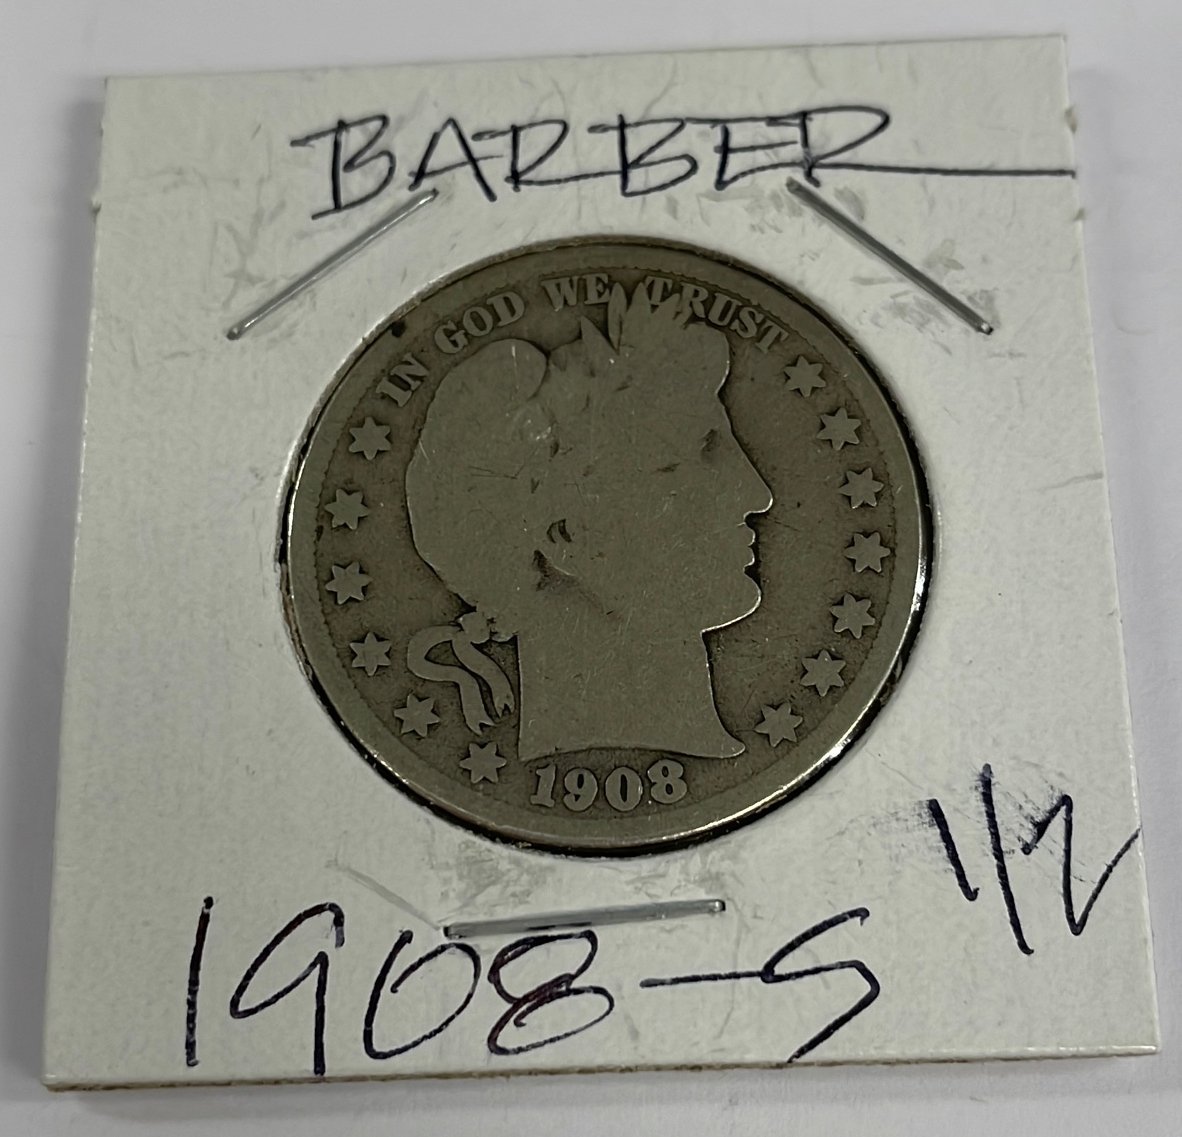 BARBER
IN GOD WE TRUST
1908
1/2
1908-S